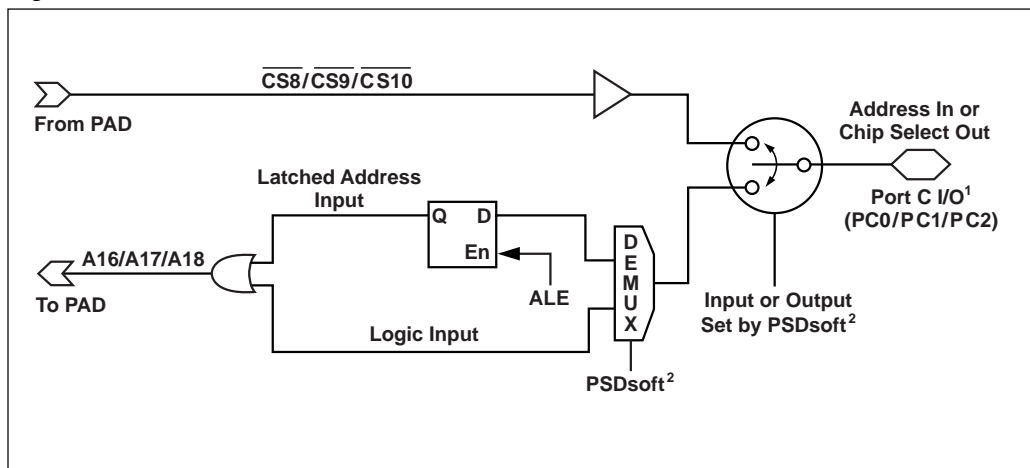 CS8/CS9/CS10
From PAD
Address In or
Chip Select Out
Latched Address
Input
Q D
En
DEMUX
Port C I/O1
(PC0/PC1/PC2)
A16/A17/A18
To PAD
ALE
Input or Output
Set by PSDsoft2
Logic Input
PSDsoft2